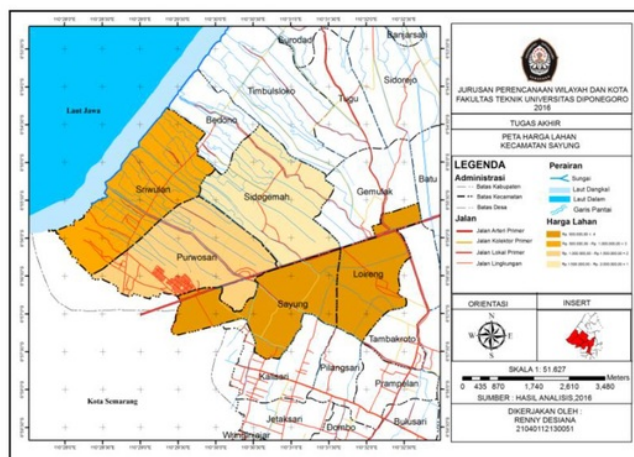 JURUSAN PERENCANAAN WILAYAH DAN KOTA
FAKULTAS TEKNIK UNIVERSITAS DIPONEGORO
2016
TUGAS AKHIR
PETA HARGA LAHAN
KECAMATAN SAYUNG
LEGENDA
Administrasi
Batas Kabupaten
Batas Kecamatan
Batas Desa
Jalan
Jalan Arteri Primer
Jalan Kolektor Primer
Jalan Lokal Primer
Jalan Lingkungan
Perairan
Sungai
Laut Dangkal
Laut Dalam
Garis Pantai
Harga Lahan
ORIENTASI
INSERT
N
W
E
S
SKALA 1: 51.627
Meters
0 435 870 1,740 2,610 3,480
SUMBER : HASIL ANALISIS,2016
DIKERJAKAN OLEH :
RENNY DESIANA
21040112130051
Laut Jawa
Banjarsari
Timbulsloko
Tugu
Sidorejo
Bedono
Sriwulan
Sidogemah
Gemulak
Batu
Purwosari
Loireng
Sayung
Tambakroto
Kalisari
Pilangsari
Prampelan
Kota Semarang
Jetaksari
Dombo
Bulusari